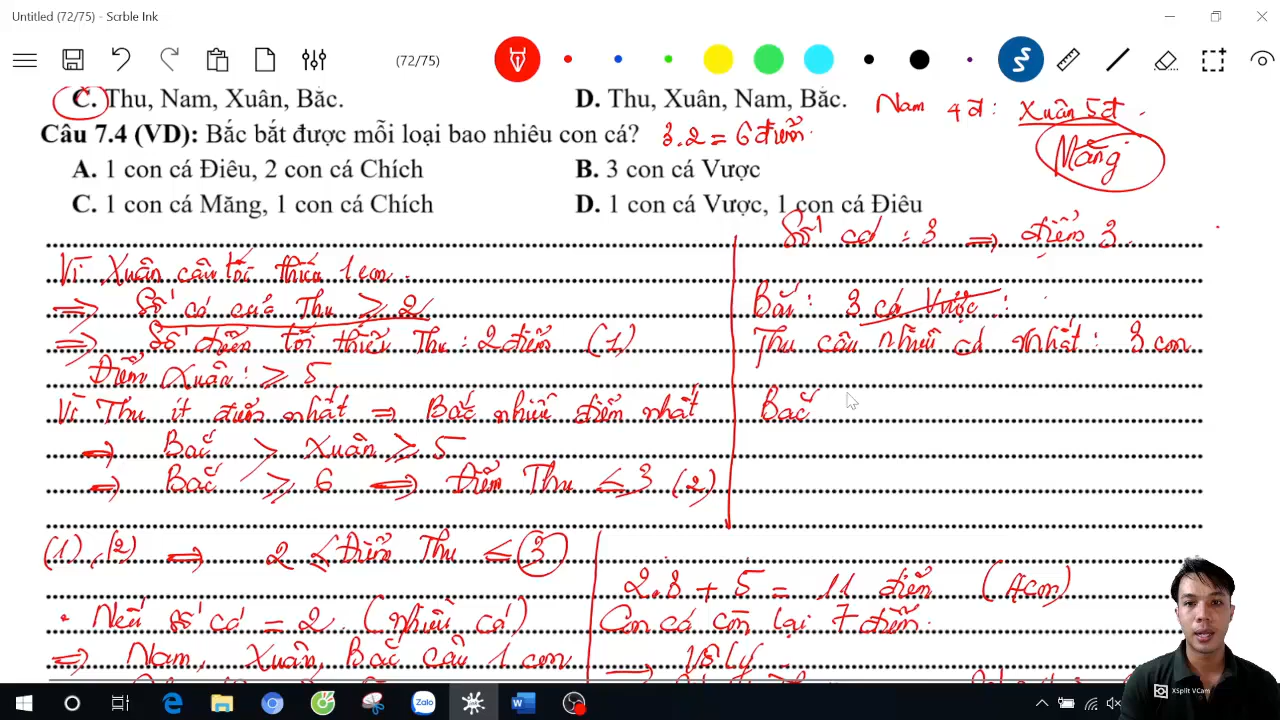 Untitled (72/75) - Scrble Ink
(72/75)
C. Thu, Nam, Xuân, Bắc.
D. Thu, Xuân, Nam, Bắc.
Nam 4đ: Xuân 5đ.
Măng
Câu 7.4 (VD): Bắc bắt được mỗi loại bao nhiêu con cá?
3.2 = 6 điểm.
A. 1 con cá Điêu, 2 con cá Chích
B. 3 con cá Vược
C. 1 con cá Măng, 1 con cá Chích
D. 1 con cá Vược, 1 con cá Điêu
Số cá : 3 ⇒ điểm 3.
Vì Xuân câu tối thiểu 1 con.
⇒ Số cá của Thu ≥ 2
⇒ Số điểm tối thiểu Thu: 2 điểm (1)
Điểm Xuân: ≥ 5
Vì Thu ít điểm nhất ⇒ Bắc nhiều điểm nhất
⇒ Bắc > Xuân ≥ 5
⇒ Bắc ≥ 6 ⇒ Điểm Thu ≤ 3 (2)
Bắc: 3 cá Vược:
Thu câu nhiều cá nhất: 3 con
Bắc
(1), (2) ⇒ 2 ≤ Điểm Thu ≤ 3
• Nếu số cá = 2. (nhiều cá)
⇒ Nam, Xuân, Bắc câu 1 con
2.3 + 5 = 11 điểm (4con)
Con cá còn lại 7 điểm.
→ Vô lý.
Zalo
XSplit VCam